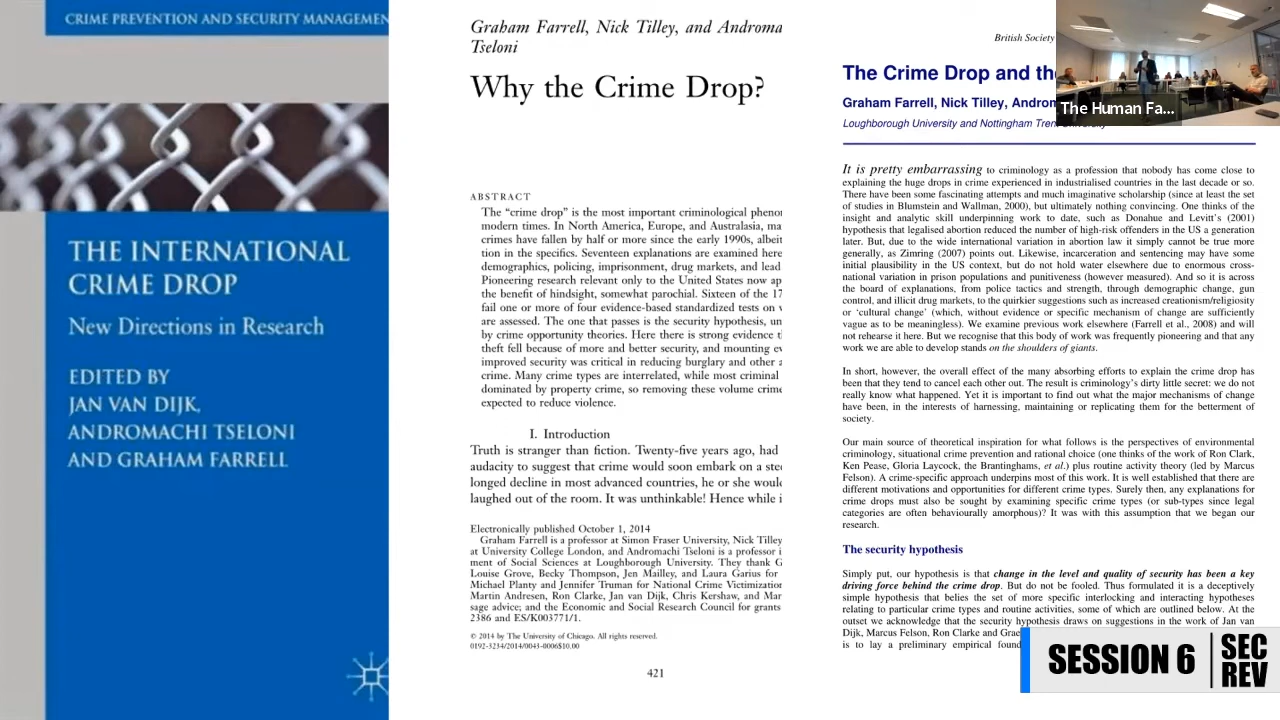 CRIME PREVENTION AND SECURITY MANAGEMEN
THE INTERNATIONAL
CRIME DROP
New Directions in Research
EDITED BY
JAN VAN DIJK,
ANDROMACHI TSELONI
AND GRAHAM FARRELL
Graham Farrell, Nick Tilley, and Androma
Tseloni
Why the Crime Drop?
ABSTRACT
The “crime drop” is the most important criminological phenor
modern times. In North America, Europe, and Australasia, ma
crimes have fallen by half or more since the early 1990s, albeit
tion in the specifics. Seventeen explanations are examined here
demographics, policing, imprisonment, drug markets, and lead
Pioneering research relevant only to the United States now ap
the benefit of hindsight, somewhat parochial. Sixteen of the 17
fail one or more of four evidence-based standardized tests on v
are assessed. The one that passes is the security hypothesis, un
by crime opportunity theories. Here there is strong evidence t
theft fell because of more and better security, and mounting ev
improved security was critical in reducing burglary and other a
crime. Many crime types are interrelated, while most criminal
dominated by property crime, so removing these volume crime
expected to reduce violence.
I. Introduction
Truth is stranger than fiction. Twenty-five years ago, had
audacity to suggest that crime would soon embark on a stee
longed decline in most advanced countries, he or she would
laughed out of the room. It was unthinkable! Hence while i
Electronically published October 1, 2014
Graham Farrell is a professor at Simon Fraser University, Nick Tilley
at University College London, and Andromachi Tseloni is a professor i
ment of Social Sciences at Loughborough University. They thank G
Louise Grove, Becky Thompson, Jen Mailley, and Laura Garius for
Michael Planty and Jennifer Truman for National Crime Victimization
Martin Andresen, Ron Clarke, Jan van Dijk, Chris Kershaw, and Mar
sage advice; and the Economic and Social Research Council for grants
2386 and ES/K003771/1.
© 2014 by The University of Chicago. All rights reserved.
0192-3234/2014/0043-0006$10.00
421
British Society
The Crime Drop and the
Graham Farrell, Nick Tilley, Androm
Loughborough University and Nottingham Trent University
It is pretty embarrassing to criminology as a profession that nobody has come close to
explaining the huge drops in crime experienced in industrialised countries in the last decade or so.
There have been some fascinating attempts and much imaginative scholarship (since at least the set
of studies in Blumstein and Wallman, 2000), but ultimately nothing convincing. One thinks of the
insight and analytic skill underpinning work to date, such as Donahue and Levitt's (2001)
hypothesis that legalised abortion reduced the number of high-risk offenders in the US a generation
later. But, due to the wide international variation in abortion law it simply cannot be true more
generally, as Zimring (2007) points out. Likewise, incarceration and sentencing may have some
initial plausibility in the US context, but do not hold water elsewhere due to enormous cross-
national variation in prison populations and punitiveness (however measured). And so it is across
the board of explanations, from police tactics and strength, through demographic change, gun
control, and illicit drug markets, to the quirkier suggestions such as increased creationism/religiosity
or ‘cultural change’ (which, without evidence or specific mechanism of change are sufficiently
vague as to be meaningless). We examine previous work elsewhere (Farrell et al., 2008) and will
not rehearse it here. But we recognise that this body of work was frequently pioneering and that any
work we are able to develop stands on the shoulders of giants.
In short, however, the overall effect of the many absorbing efforts to explain the crime drop has
been that they tend to cancel each other out. The result is criminology's dirty little secret: we do not
really know what happened. Yet it is important to find out what the major mechanisms of change
have been, in the interests of harnessing, maintaining or replicating them for the betterment of
society.
Our main source of theoretical inspiration for what follows is the perspectives of environmental
criminology, situational crime prevention and rational choice (one thinks of the work of Ron Clark,
Ken Pease, Gloria Laycock, the Brantinghams, et al.) plus routine activity theory (led by Marcus
Felson). A crime-specific approach underpins most of this work. It is well established that there are
different motivations and opportunities for different crime types. Surely then, any explanations for
crime drops must also be sought by examining specific crime types (or sub-types since legal
categories are often behaviourally amorphous)? It was with this assumption that we began our
research.
The security hypothesis
Simply put, our hypothesis is that change in the level and quality of security has been a key
driving force behind the crime drop. But do not be fooled. Thus formulated it is a deceptively
simple hypothesis that belies the set of more specific interlocking and interacting hypotheses
relating to particular crime types and routine activities, some of which are outlined below. At the
outset we acknowledge that the security hypothesis draws on suggestions in the work of Jan van
Dijk, Marcus Felson, Ron Clarke and Grae
is to lay a preliminary empirical found
The Human Fa...
SESSION 6
SEC
REV